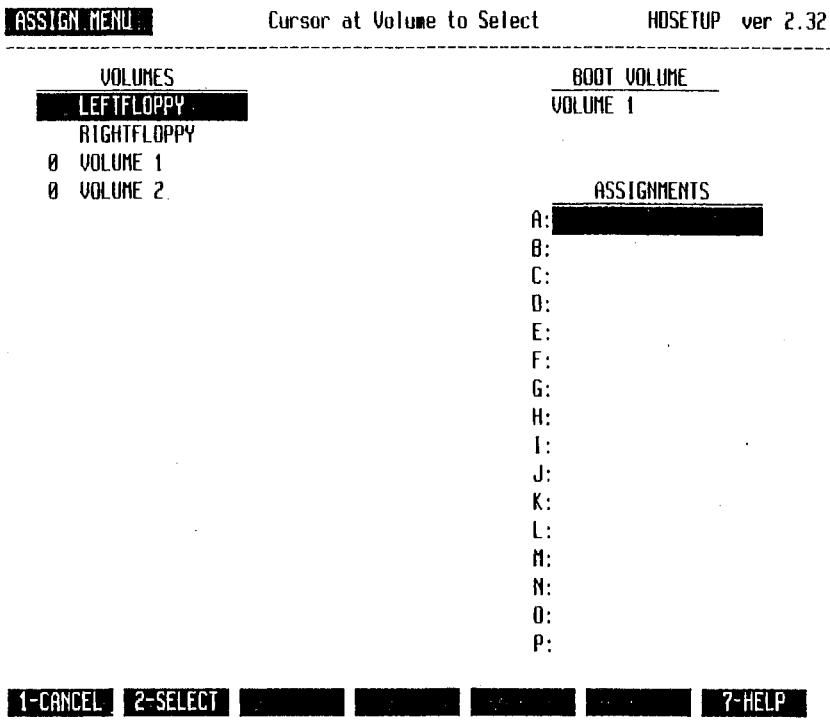 ASSIGN MENU Cursor at Volume to Select HDSETUP ver 2.32
VOLUMES
LEFTFLOPPY
RIGHTFLOPPY
0 VOLUME 1
0 VOLUME 2
BOOT VOLUME
VOLUME 1
ASSIGNMENTS
A:
B:
C:
D:
E:
F:
G:
H:
I:
J:
K:
L:
M:
N:
O:
P:
1-CANCEL 2-SELECT 7-HELP